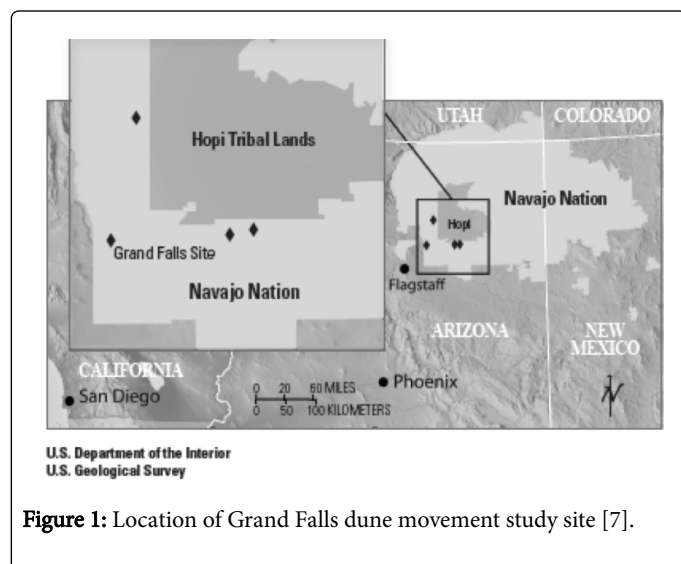 UTAH
COLORADO
Hopi Tribal Lands
Navajo Nation
Hopi
Grand Falls Site
Navajo Nation
Flagstaff
ARIZONA
NEW
MEXICO
CALIFORNIA
San Diego
0 20 60 MILES
0 50 100 KILOMETERS
Phoenix
N
U.S. Department of the Interior
U.S. Geological Survey
Figure 1: Location of Grand Falls dune movement study site [7].